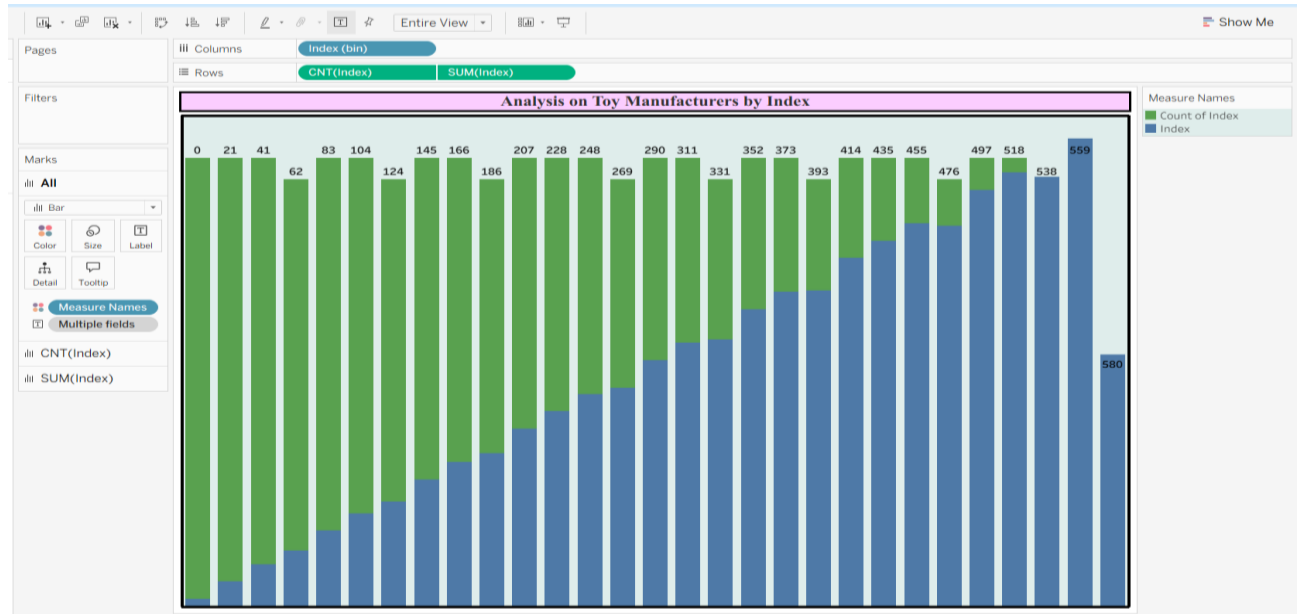 Entire View
Show Me
Pages
Columns
Index (bin)
Rows
CNT(Index) SUM(Index)
Filters
Analysis on Toy Manufacturers by Index
Measure Names
Count of Index
Index
Marks
All
Bar
Color Size Label
Detail Tooltip
Measure Names
Multiple fields
CNT(Index)
SUM(Index)
0 21 41 62 83 104 124 145 166 186 207 228 248 269 290 311 331 352 373 393 414 435 455 476 497 518 538 559 580